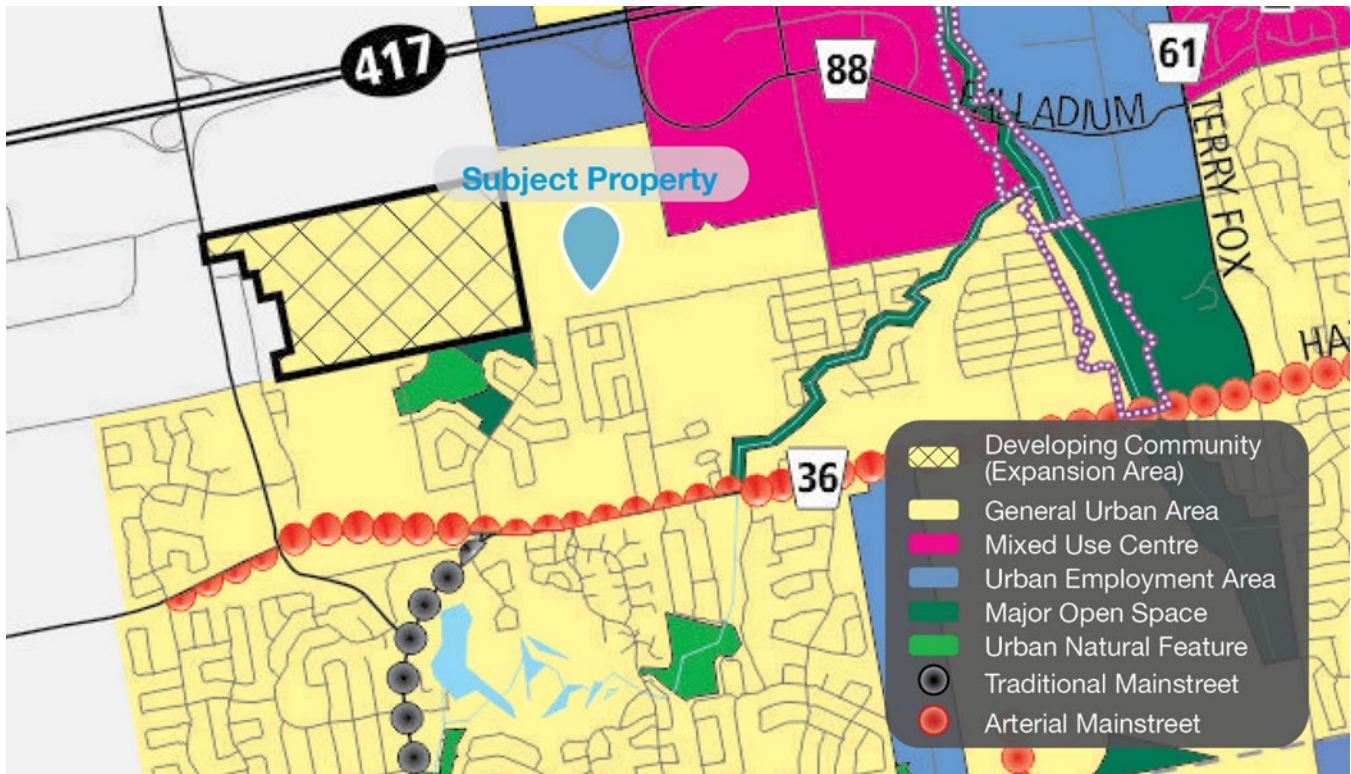 417
88
61
PALLADIUM
TERRY FOX
Subject Property
36
Developing Community
(Expansion Area)
General Urban Area
Mixed Use Centre
Urban Employment Area
Major Open Space
Urban Natural Feature
Traditional Mainstreet
Arterial Mainstreet